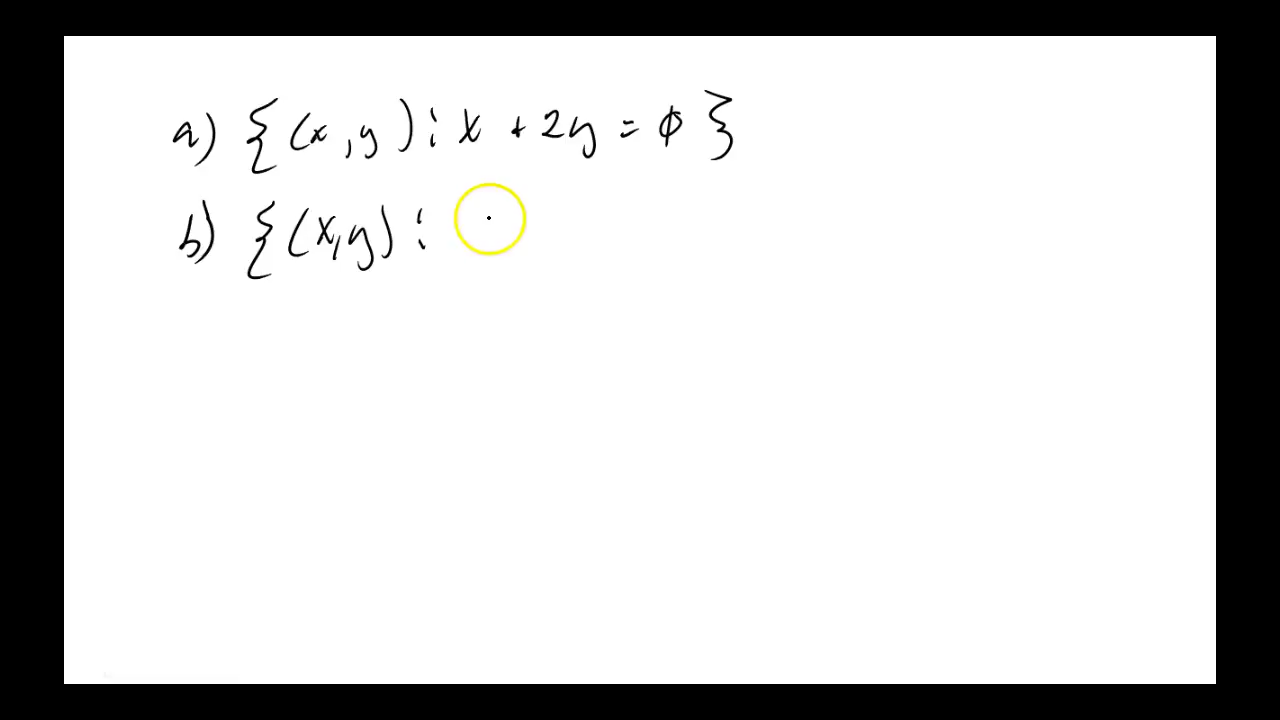 a) {(x,y) : x + 2y = ϕ}
b) {(x,y) :